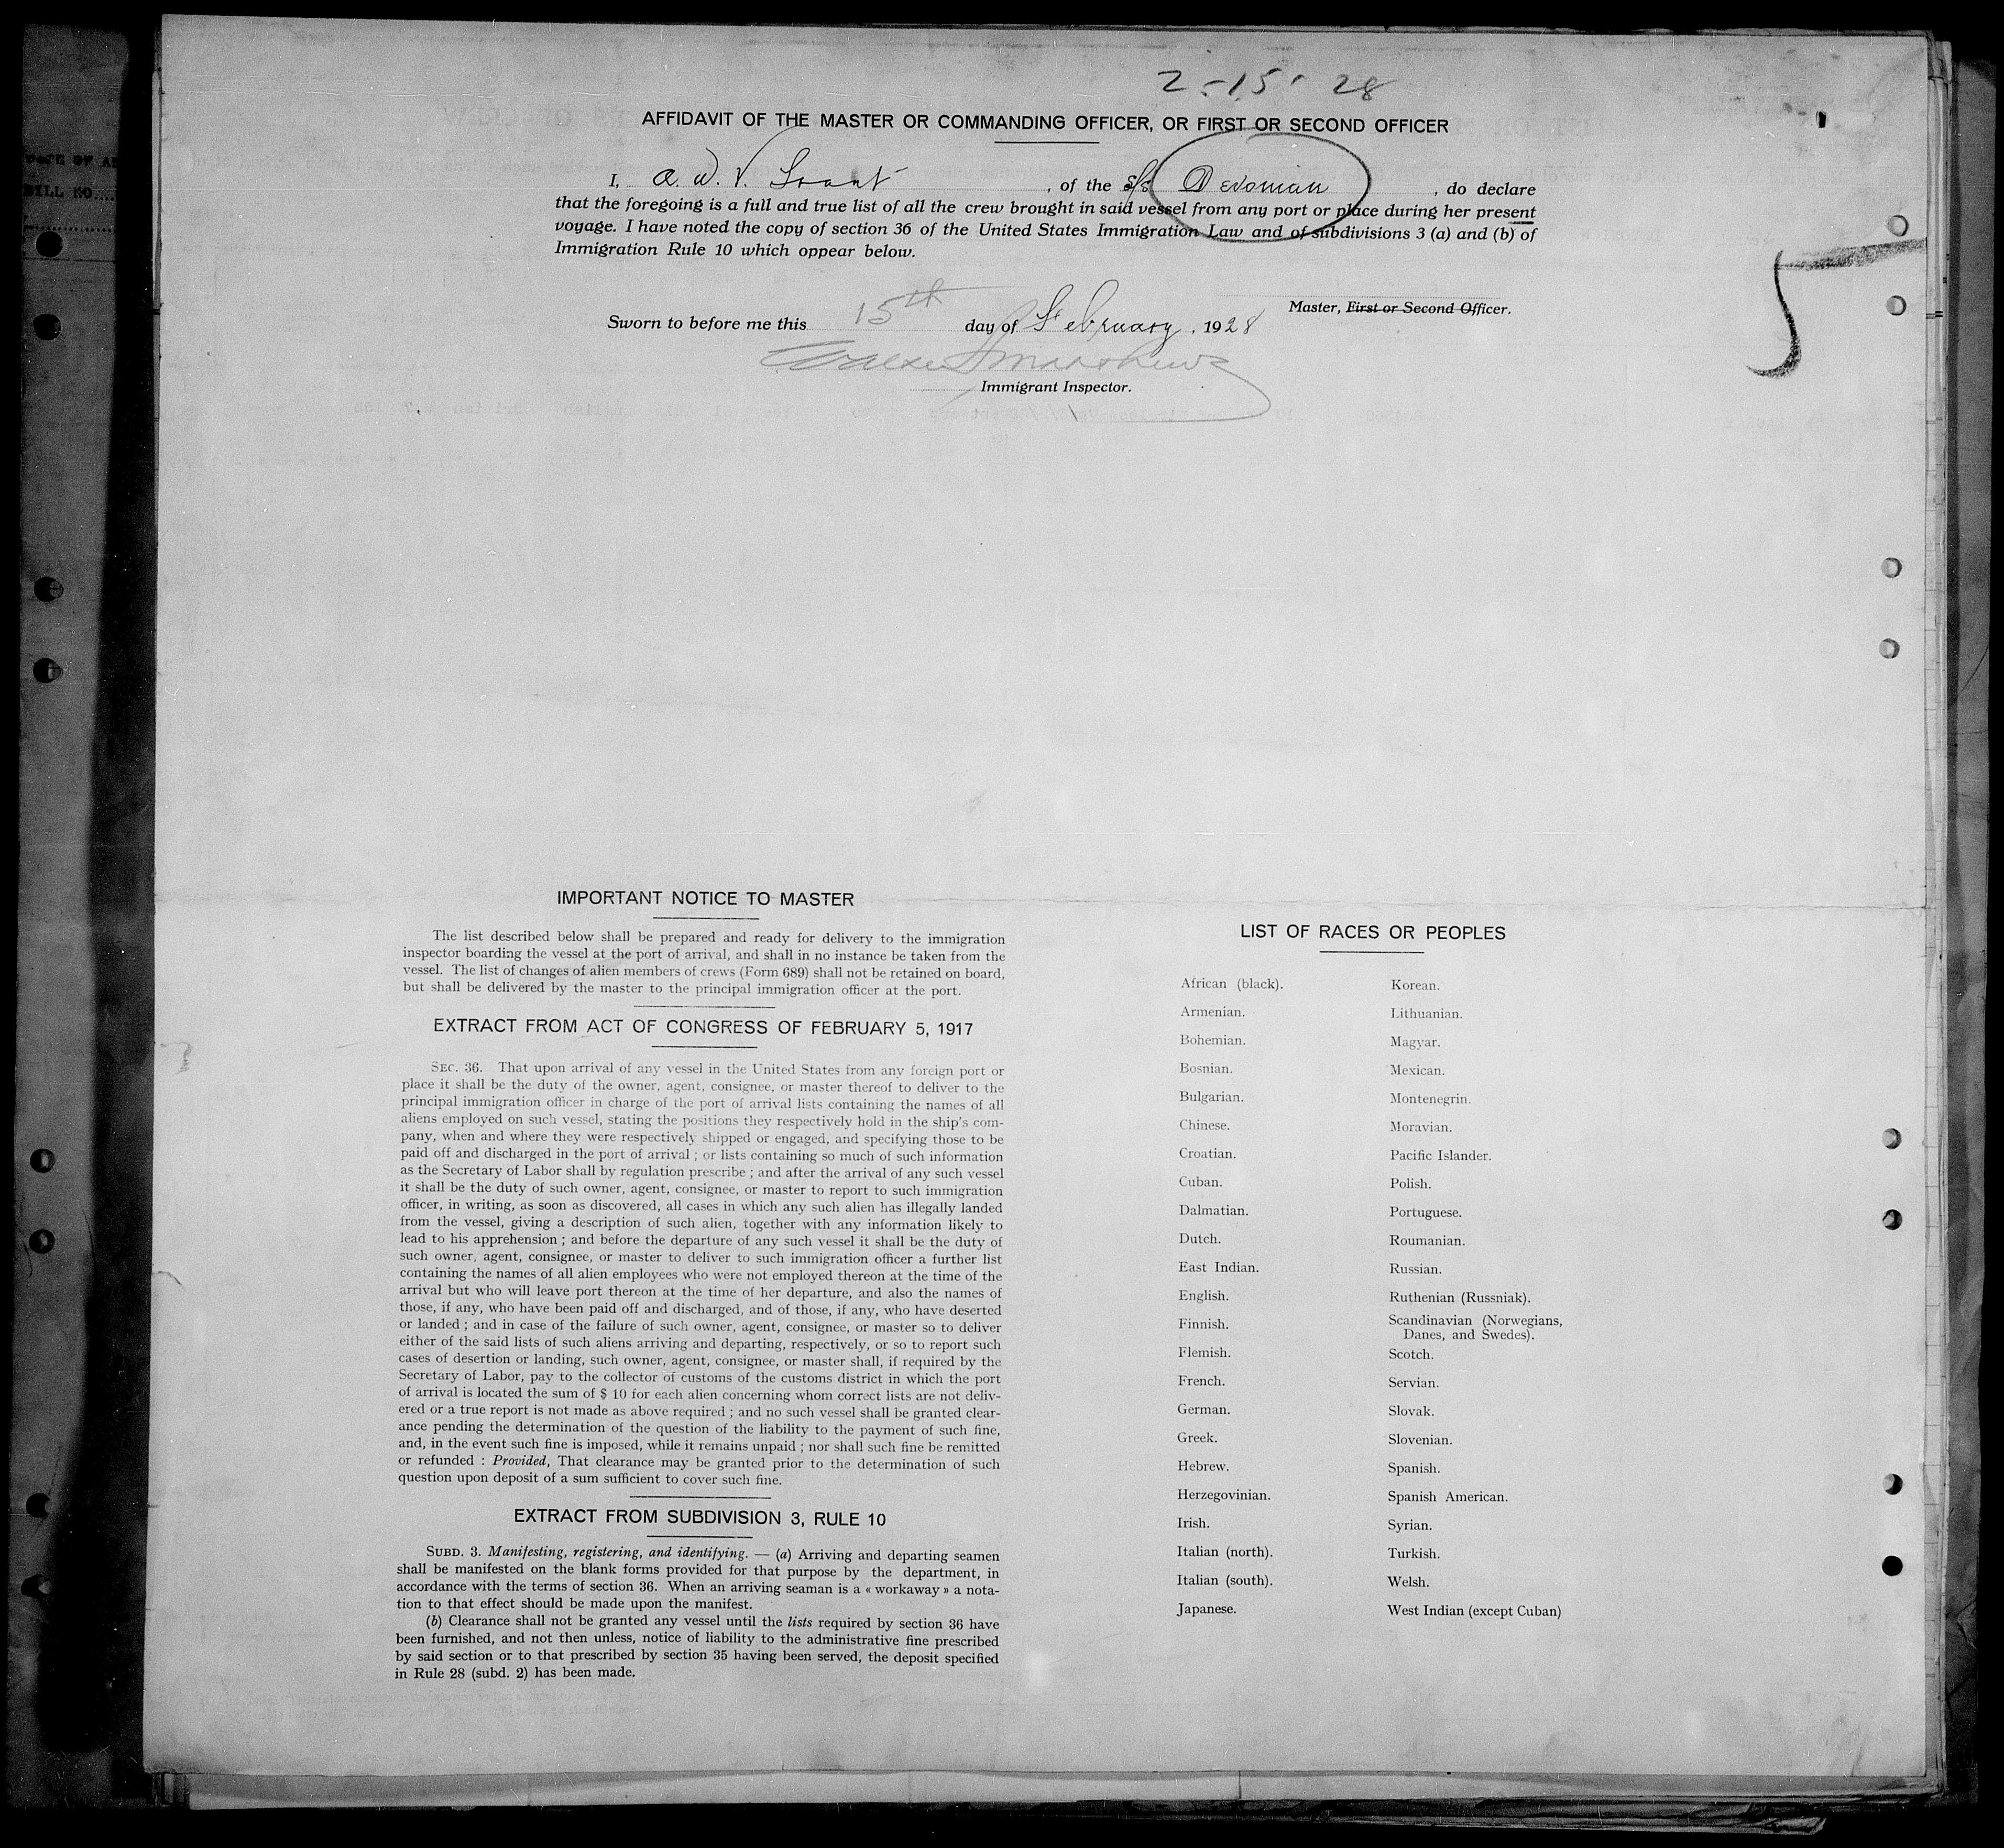 2-15-28
AFFIDAVIT OF THE MASTER OR COMMANDING OFFICER, OR FIRST OR SECOND OFFICER
I, A. W. V. , of the S/S Devonian , do declare
that the foregoing is a full and true list of all the crew brought in said vessel from any port or place during her present
voyage. I have noted the copy of section 36 of the United States Immigration Law and of subdivisions 3 (a) and (b) of
Immigration Rule 10 which oppear below.
Master, First or Second Officer.
Sworn to before me this 15th day of February, 1928
Immigrant Inspector.
5
IMPORTANT NOTICE TO MASTER
The list described below shall be prepared and ready for delivery to the immigration
inspector boarding the vessel at the port of arrival, and shall in no instance be taken from the
vessel. The list of changes of alien members of crews (Form 689) shall not be retained on board,
but shall be delivered by the master to the principal immigration officer at the port.
EXTRACT FROM ACT OF CONGRESS OF FEBRUARY 5, 1917
SEC. 36. That upon arrival of any vessel in the United States from any foreign port or
place it shall be the duty of the owner, agent, consignee, or master thereof to deliver to the
principal immigration officer in charge of the port of arrival lists containing the names of all
aliens employed on such vessel, stating the positions they respectively hold in the ship's com-
pany, when and where they were respectively shipped or engaged, and specifying those to be
paid off and discharged in the port of arrival ; or lists containing so much of such information
as the Secretary of Labor shall by regulation prescribe ; and after the arrival of any such vessel
it shall be the duty of such owner, agent, consignee, or master to report to such immigration
officer, in writing, as soon as discovered, all cases in which any such alien has illegally landed
from the vessel, giving a description of such alien, together with any information likely to
lead to his apprehension ; and before the departure of any such vessel it shall be the duty of
such owner, agent, consignee, or master to deliver to such immigration officer a further list
containing the names of all alien employees who were not employed thereon at the time of the
arrival but who will leave port thereon at the time of her departure, and also the names of
those, if any, who have been paid off and discharged, and of those, if any, who have deserted
or landed ; and in case of the failure of such owner, agent, consignee, or master so to deliver
either of the said lists of such aliens arriving and departing, respectively, or so to report such
cases of desertion or landing, such owner, agent, consignee, or master shall, if required by the
Secretary of Labor, pay to the collector of customs of the customs district in which the port
of arrival is located the sum of $ 10 for each alien concerning whom correct lists are not deliv-
ered or a true report is not made as above required ; and no such vessel shall be granted clear-
ance pending the determination of the question of the liability to the payment of such fine,
and, in the event such fine is imposed, while it remains unpaid ; nor shall such fine be remitted
or refunded : Provided, That clearance may be granted prior to the determination of such
question upon deposit of a sum sufficient to cover such fine.
EXTRACT FROM SUBDIVISION 3, RULE 10
SUBD. 3. Manifesting, registering, and identifying. — (a) Arriving and departing seamen
shall be manifested on the blank forms provided for that purpose by the department, in
accordance with the terms of section 36. When an arriving seaman is a « workaway » a nota-
tion to that effect should be made upon the manifest.
(b) Clearance shall not be granted any vessel until the lists required by section 36 have
been furnished, and not then unless, notice of liability to the administrative fine prescribed
by said section or to that prescribed by section 35 having been served, the deposit specified
in Rule 28 (subd. 2) has been made.
LIST OF RACES OR PEOPLES
African (black).
Armenian.
Bohemian.
Bosnian.
Bulgarian.
Chinese.
Croatian.
Cuban.
Dalmatian.
Dutch.
East Indian.
English.
Finnish.
Flemish.
French.
German.
Greek.
Hebrew.
Herzegovinian.
Irish.
Italian (north).
Italian (south).
Japanese.
Korean.
Lithuanian.
Magyar.
Mexican.
Montenegrin.
Moravian.
Pacific Islander.
Polish.
Portuguese.
Roumanian.
Russian.
Ruthenian (Russniak).
Scandinavian (Norwegians,
Danes, and Swedes).
Scotch.
Servian.
Slovak.
Slovenian.
Spanish.
Spanish American.
Syrian.
Turkish.
Welsh.
West Indian (except Cuban)